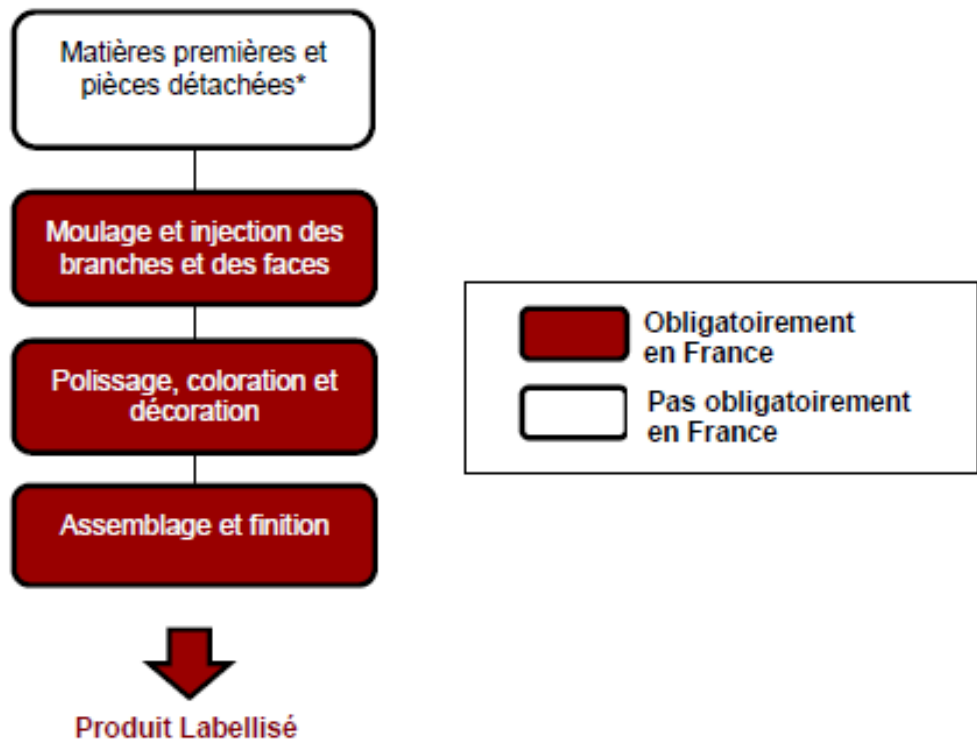 Matières premières et
pièces détachées*
Moulage et injection des
branches et des faces
Polissage, coloration et
décoration
Assemblage et finition
Produit Labellisé
Obligatoirement
en France
Pas obligatoirement
en France